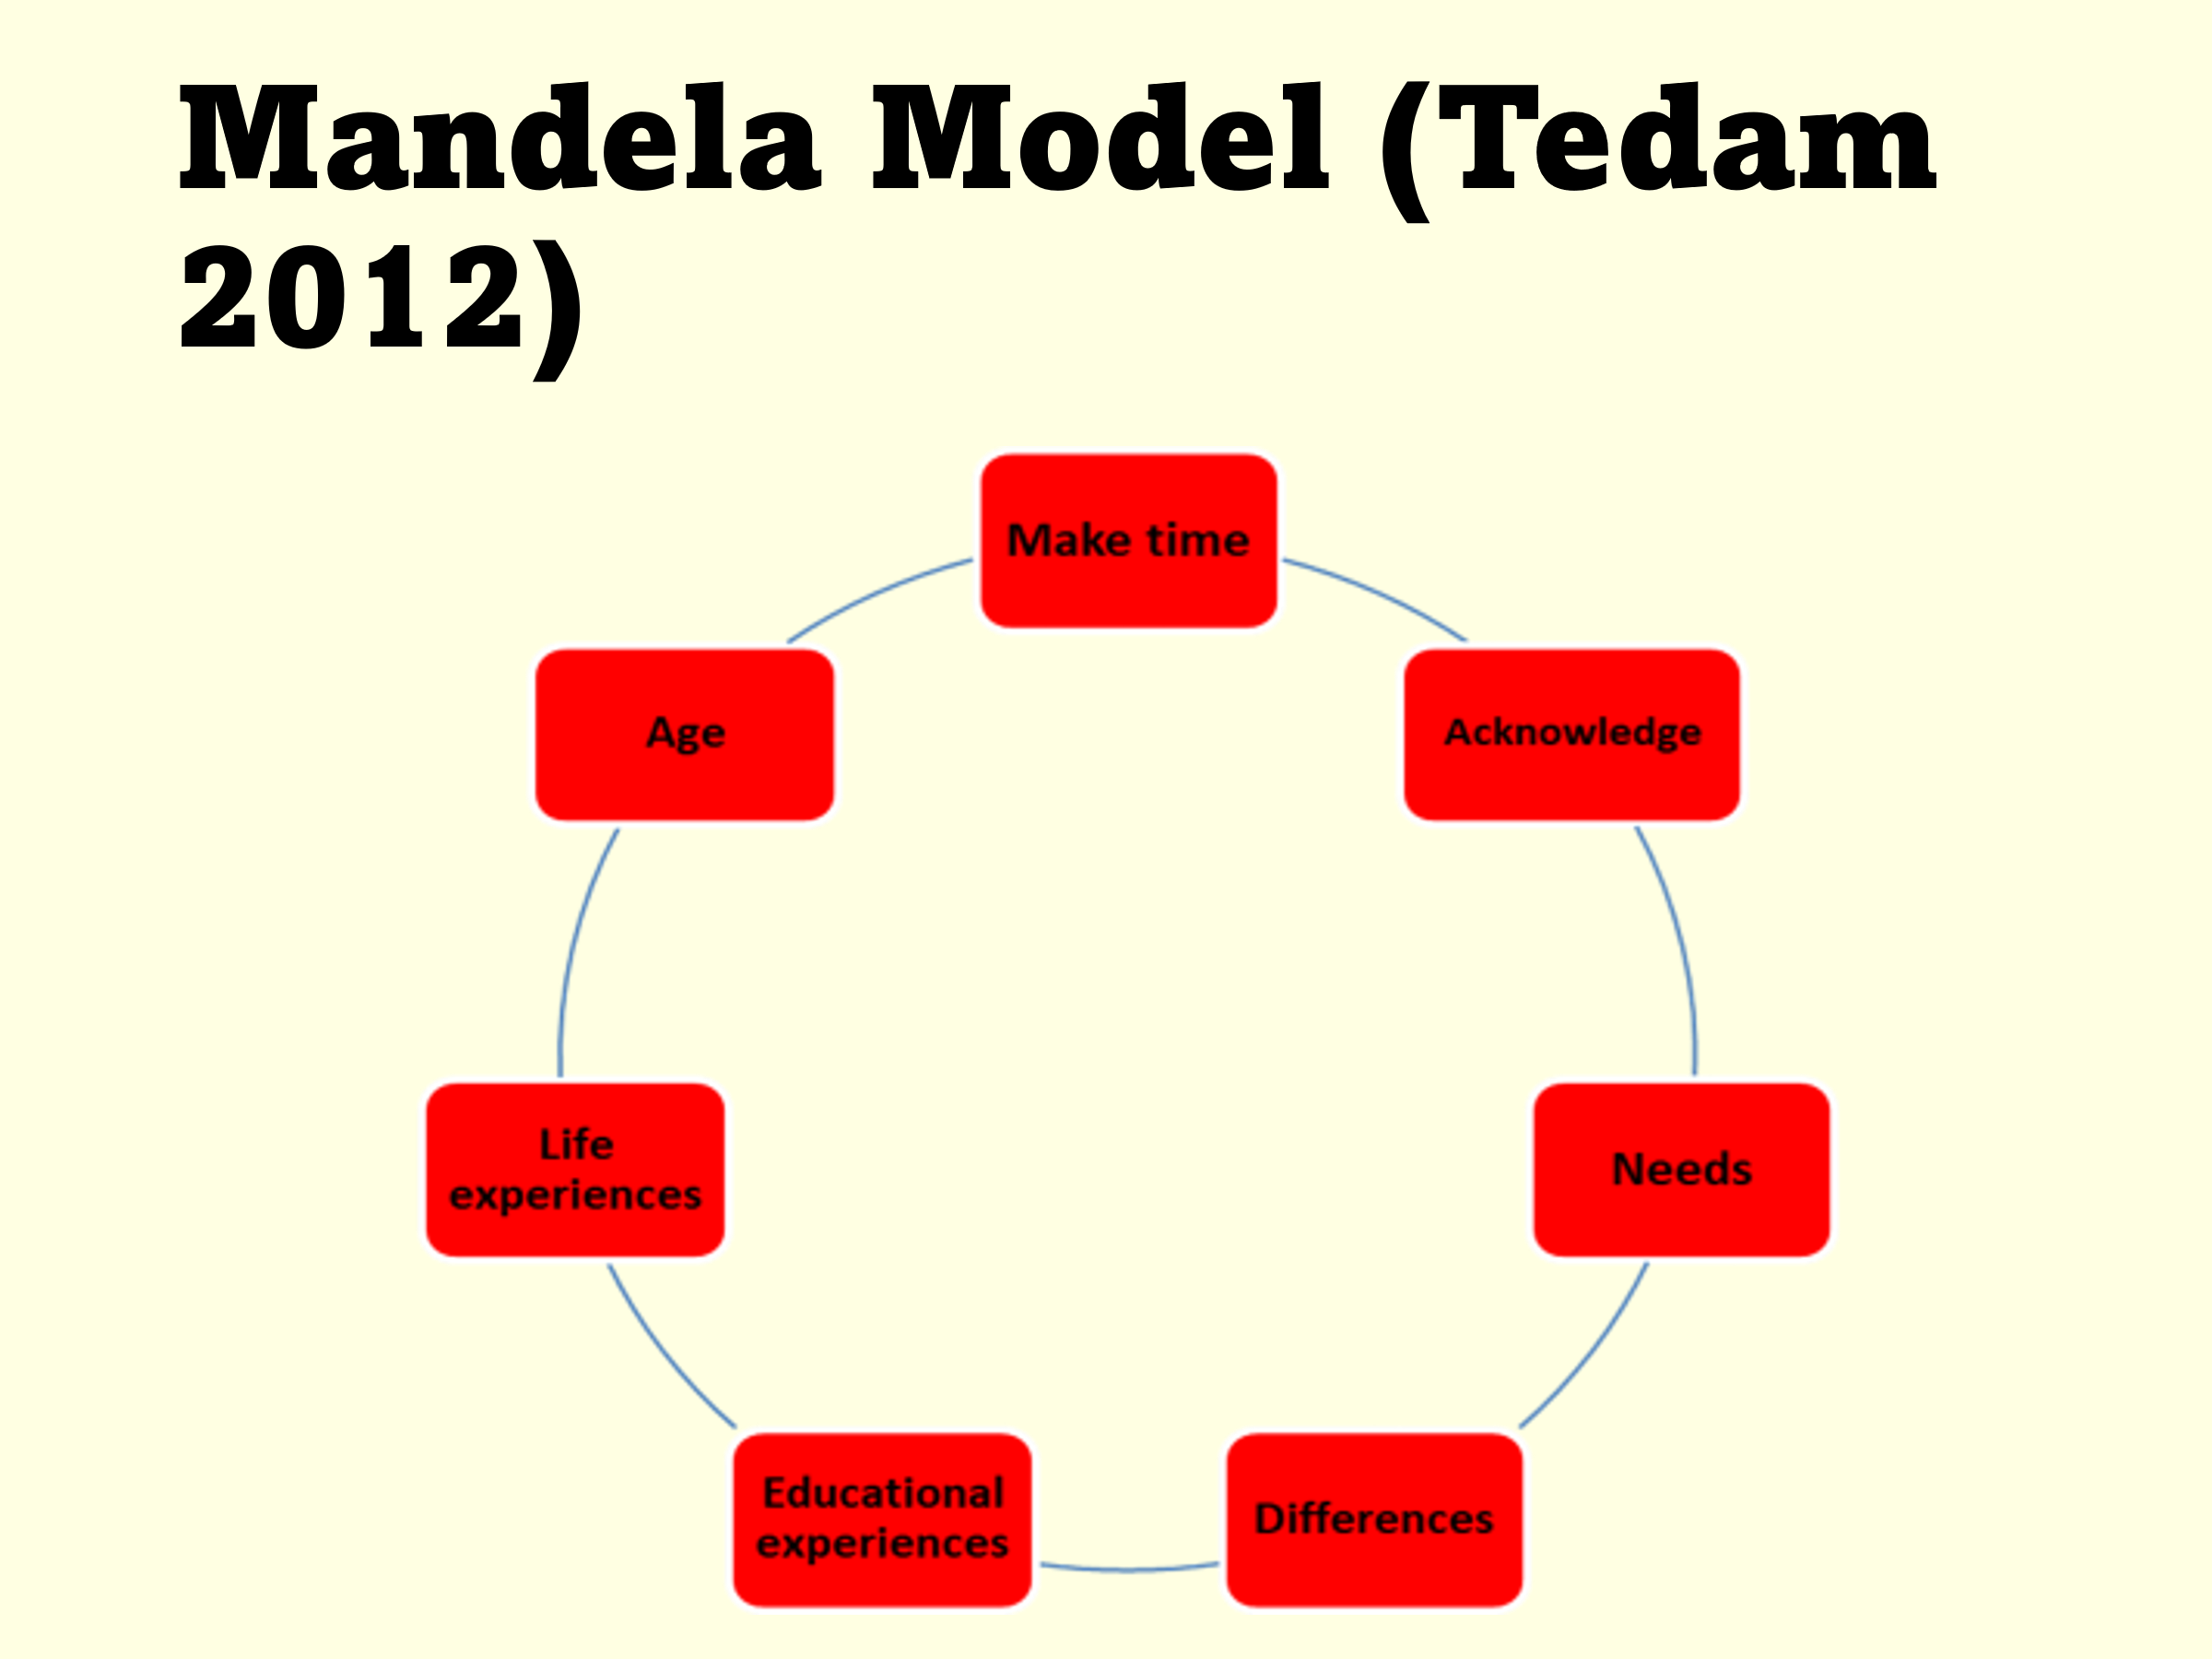 Mandela Model (Tedam
2012)
Make time
Acknowledge
Needs
Differences
Educational
experiences
Life
experiences
Age